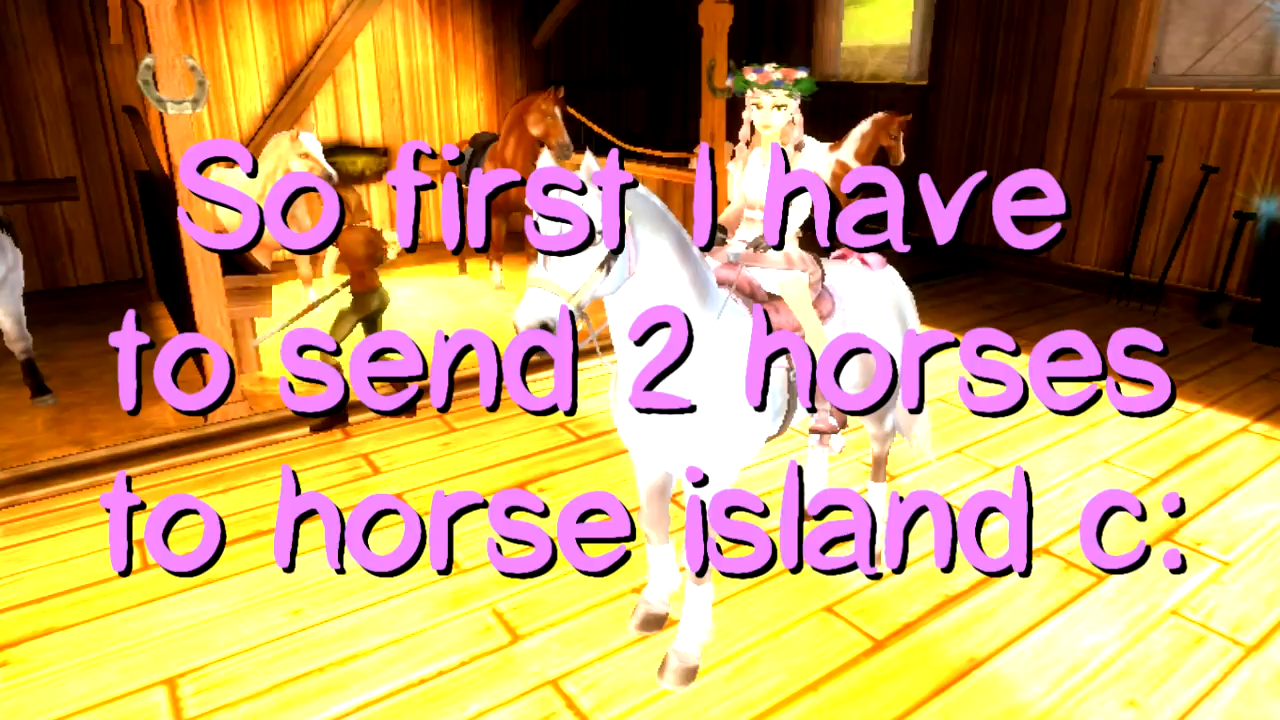 So first I have
to send 2 horses
to horse island c: